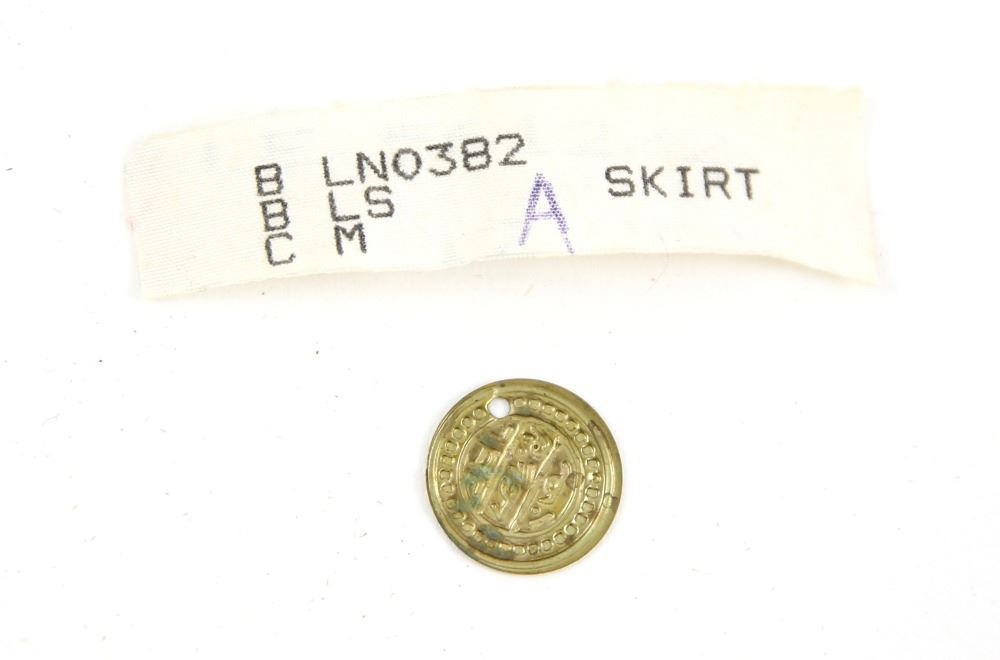 B LN0382
B LS A SKIRT
C M